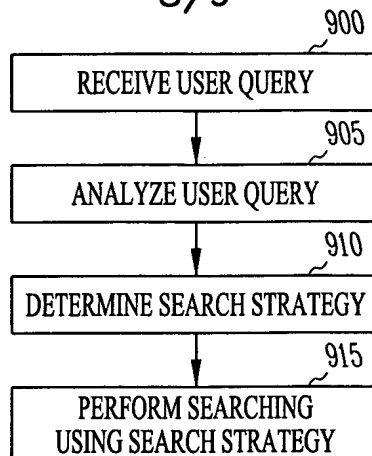 900
RECEIVE USER QUERY
905
ANALYZE USER QUERY
910
DETERMINE SEARCH STRATEGY
915
PERFORM SEARCHING
USING SEARCH STRATEGY